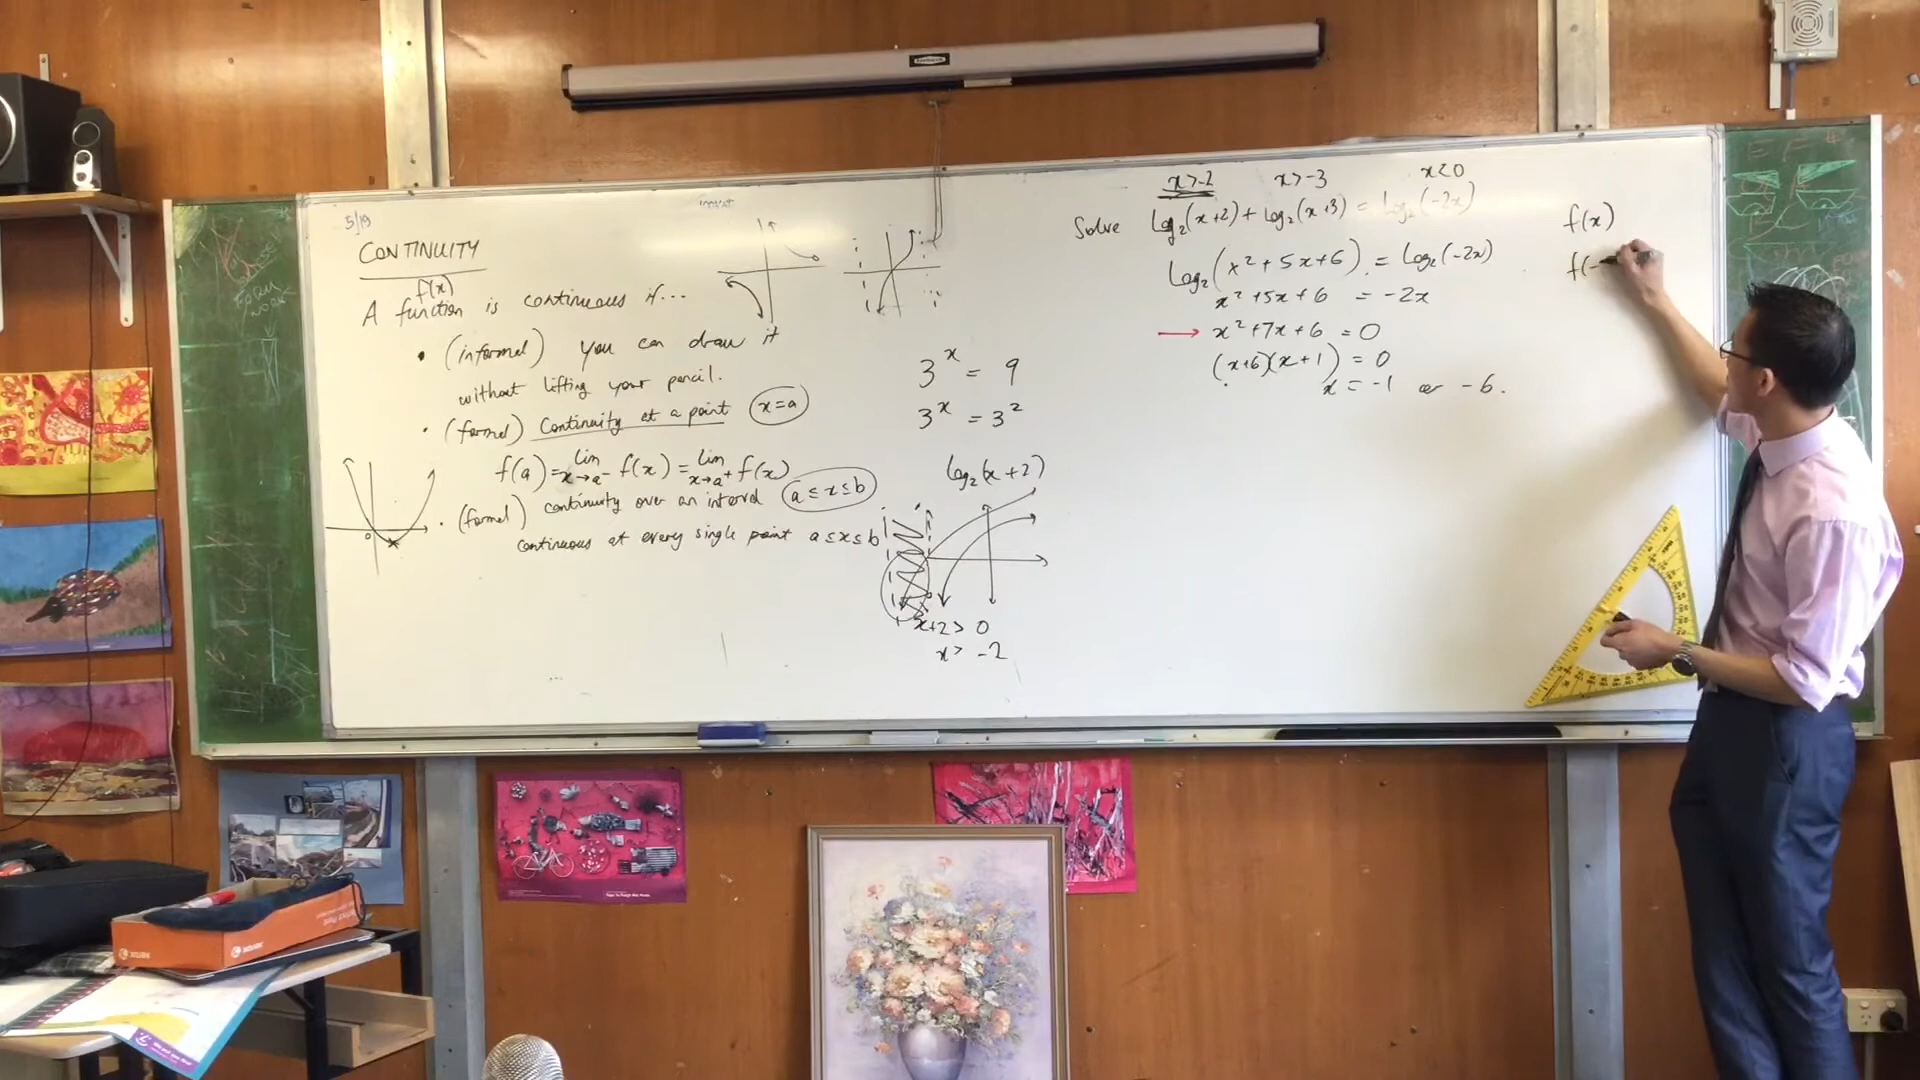 5/19
CONTINUITY
f(x)
A function is continuous if...
• (informal) you can draw it
without lifting your pencil.
• (formal) Continuity at a point x=a
f(a) = lim x→a⁻ f(x) = lim x→a⁺ f(x)
• (formal) continuity over an interval a ≤ x ≤ b
continuous at every single point a ≤ x ≤ b
0
3^x = 9
3^x = 3²
log₂(x+2)
x+2 > 0
x > -2
x>-2 x>-3 x<0
Solve log₂(x+2) + log₂(x+3) = log₂(-2x)
log₂(x²+5x+6) = log₂(-2x)
x²+5x+6 = -2x
→ x²+7x+6 = 0
(x+6)(x+1) = 0
x = -1 or -6.
f(x)
f(-